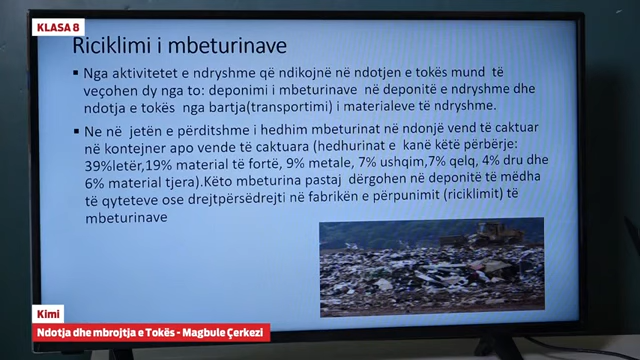 KLASA 8
Riciklimi i mbeturinave
▪ Nga aktivitetet e ndryshme që ndikojnë në ndotjen e tokës mund të
veçohen dy nga to: deponimi i mbeturinave në deponitë e ndryshme dhe
ndotja e tokës nga bartja(transportimi) i materialeve të ndryshme.
▪ Ne në jetën e përditshme i hedhim mbeturinat në ndonjë vend të caktuar
në kontejner apo vende të caktuara (hedhurinat e kanë këtë përbërje:
39%letër,19% material të fortë, 9% metale, 7% ushqim,7% qelq, 4% dru dhe
6% material tjera).Këto mbeturina pastaj dërgohen në deponitë të mëdha
të qyteteve ose drejtpërsëdrejti në fabrikën e përpunimit (riciklimit) të
mbeturinave
Kimi
Ndotja dhe mbrojtja e Tokës - Magbule Çerkezi